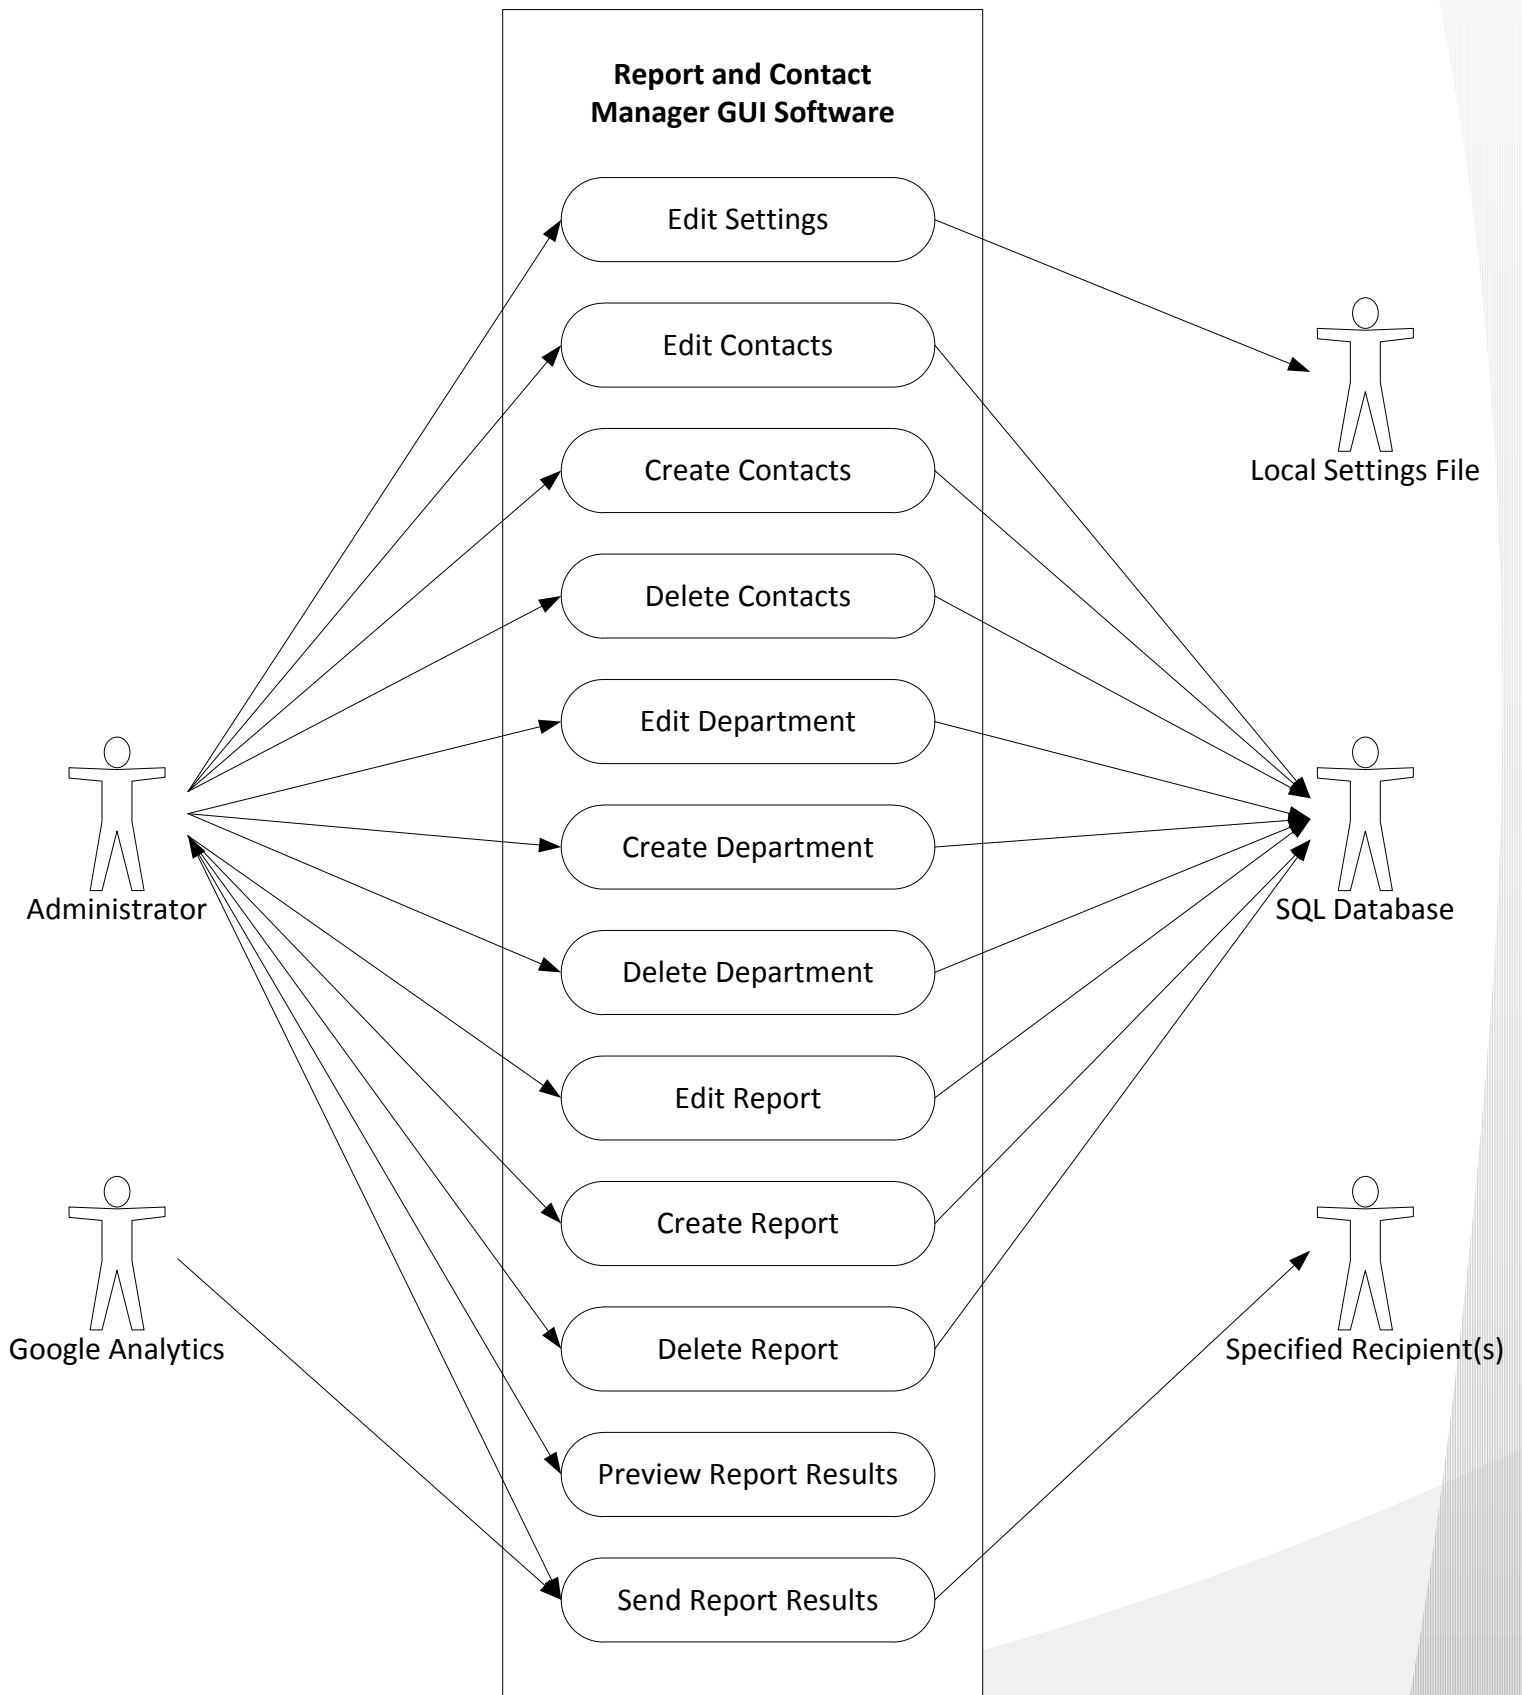 Report and Contact
Manager GUI Software
Edit Settings
Edit Contacts
Create Contacts
Local Settings File
Delete Contacts
Edit Department
Create Department
Administrator
SQL Database
Delete Department
Edit Report
Create Report
Delete Report
Google Analytics
Specified Recipient(s)
Preview Report Results
Send Report Results